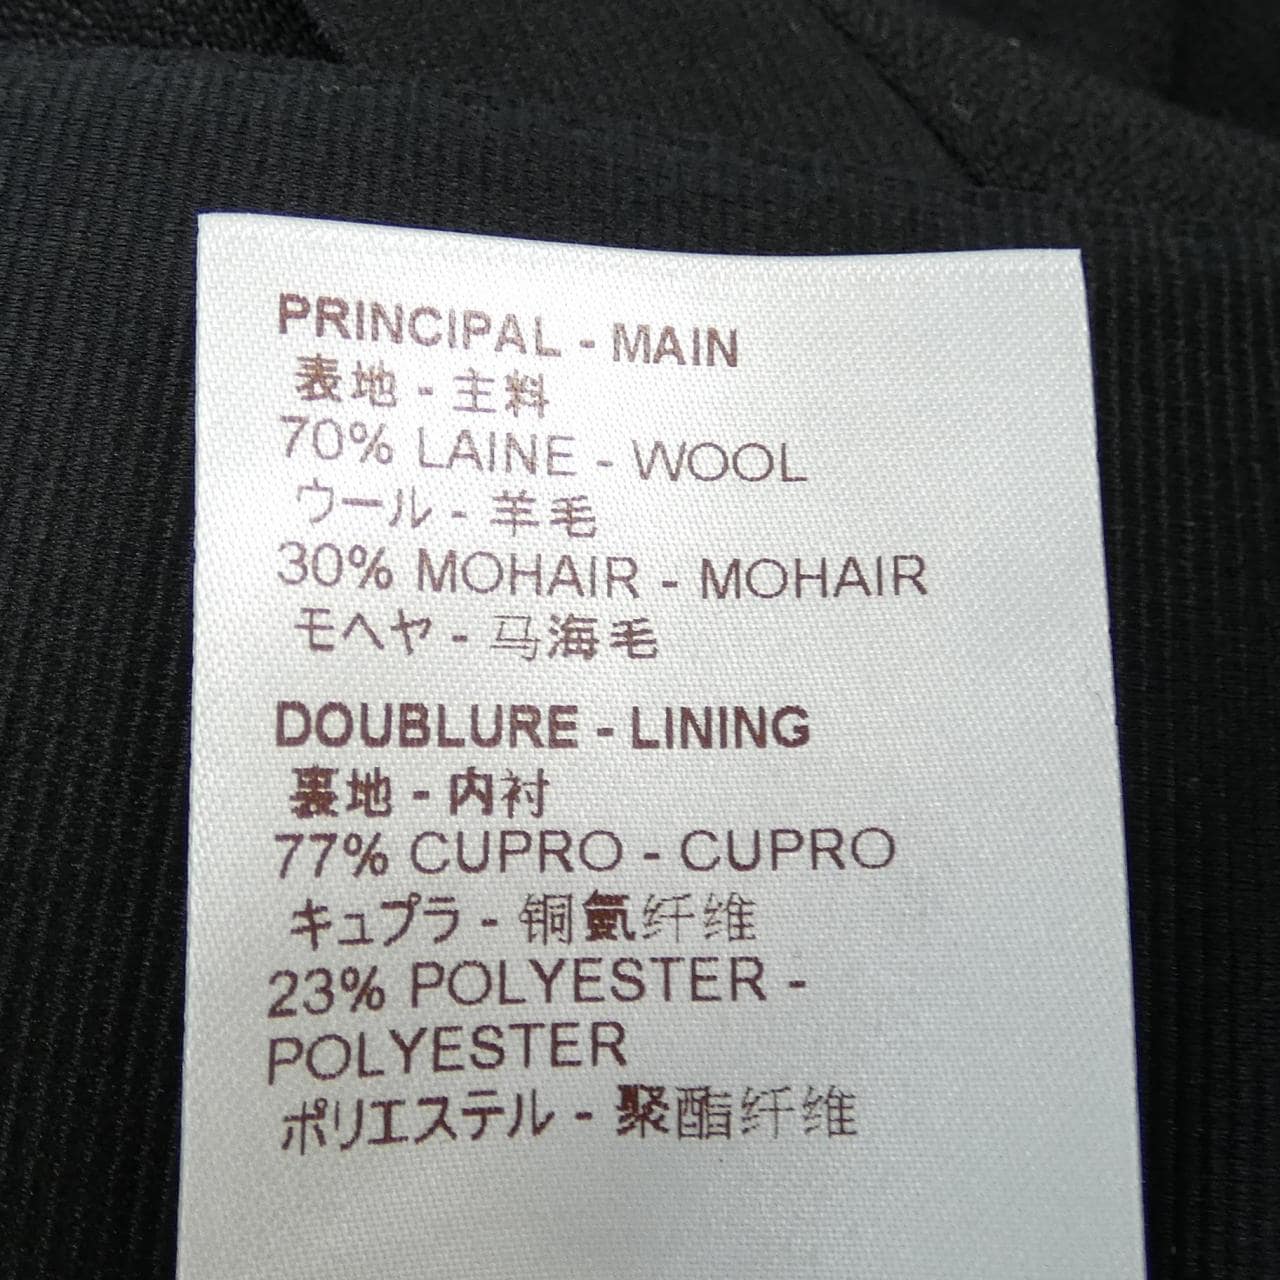 PRINCIPAL - MAIN
表地 - 主料
70% LAINE - WOOL
ウール - 羊毛
30% MOHAIR - MOHAIR
モヘヤ - 马海毛
DOUBLURE - LINING
裏地 - 内衬
77% CUPRO - CUPRO
キュプラ - 铜氨纤维
23% POLYESTER -
POLYESTER
ポリエステル - 聚酯纤维